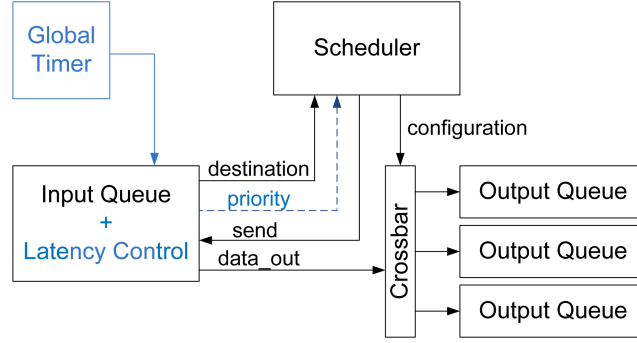 Global
Timer
Scheduler
configuration
destination
priority
send
data_out
Input Queue
+
Latency Control
Crossbar
Output Queue
Output Queue
Output Queue